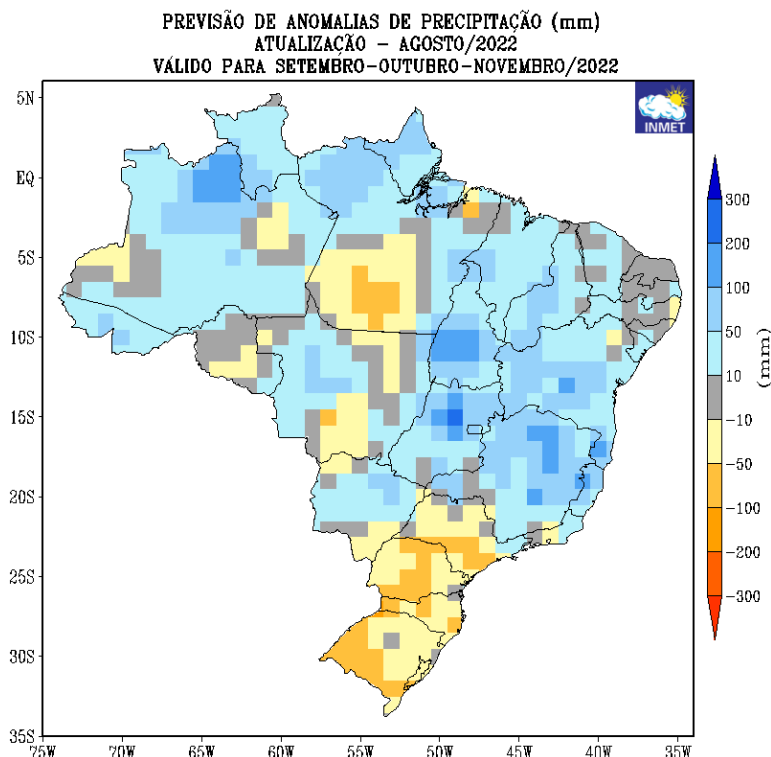 PREVISÃO DE ANOMALIAS DE PRECIPITAÇÃO (mm)
ATUALIZAÇÃO - AGOSTO/2022
VÁLIDO PARA SETEMBRO-OUTUBRO-NOVEMBRO/2022
INMET
5N
EQ
5S
10S
15S
20S
25S
30S
35S
75W
70W
65W
60W
55W
50W
45W
40W
35W
300
200
100
50
10
-10
-50
-100
-200
-300
(mm)